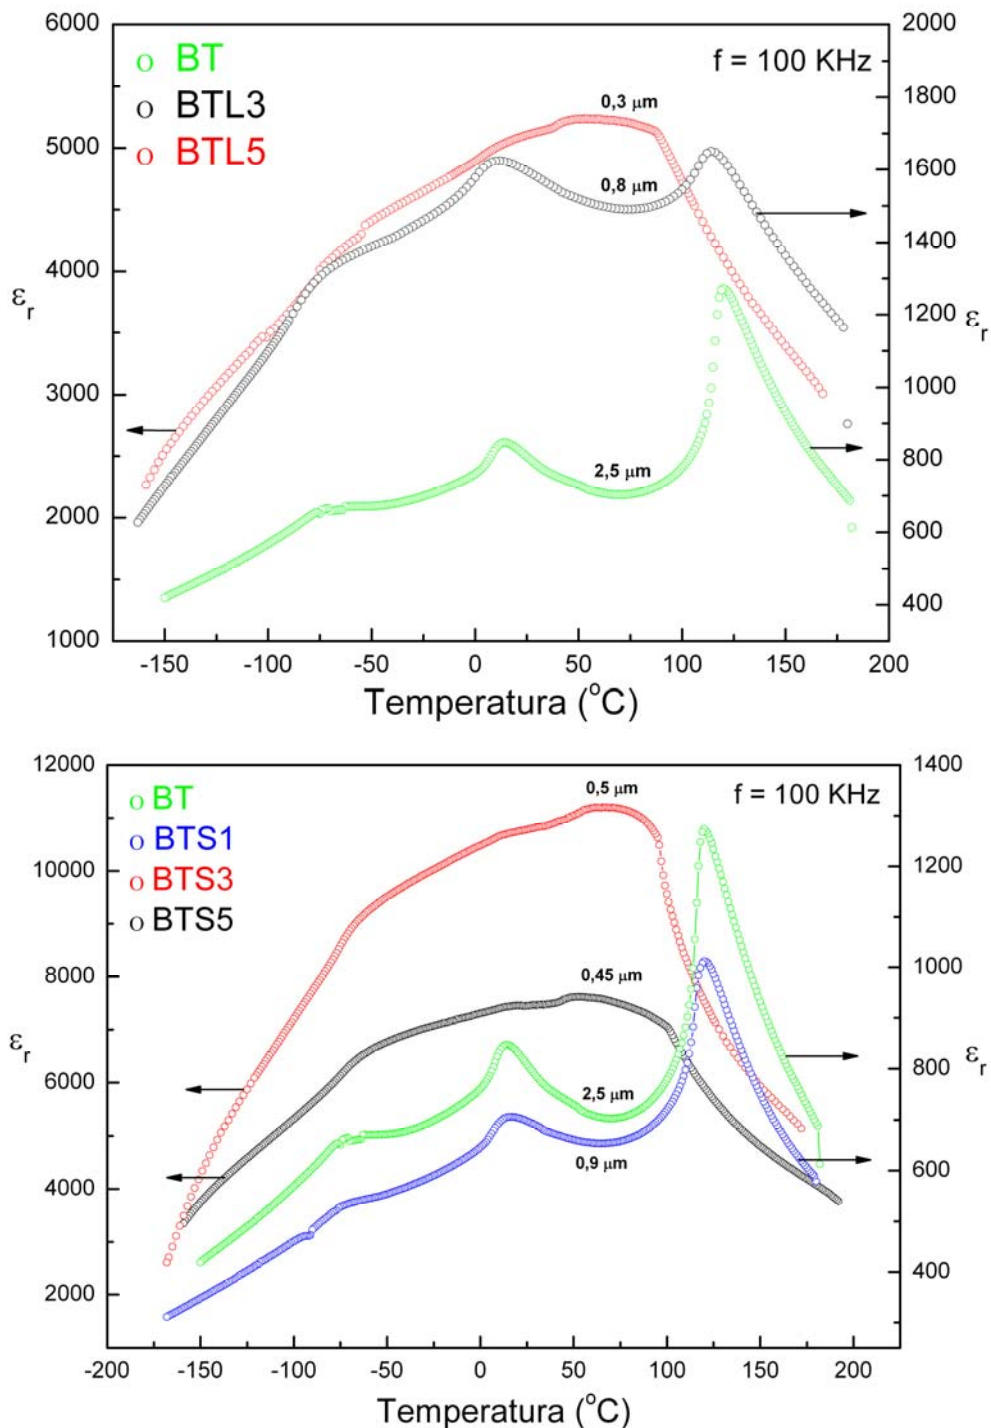 6000
2000
o BT
f = 100 KHz
1800
o BTL3
0,3 μm
o BTL5
5000
1600
0,8 μm
1400
4000
εr
1200
εr
3000
1000
800
2,5 μm
2000
600
400
1000
-150 -100 -50 0 50 100 150 200
Temperatura (oC)
12000
1400
o BT
0,5 μm
f = 100 KHz
o BTS1
1200
10000
o BTS3
o BTS5
8000
0,45 μm
1000
εr
εr
6000
2,5 μm
800
0,9 μm
600
4000
400
2000
-200 -150 -100 -50 0 50 100 150 200
Temperatura (oC)